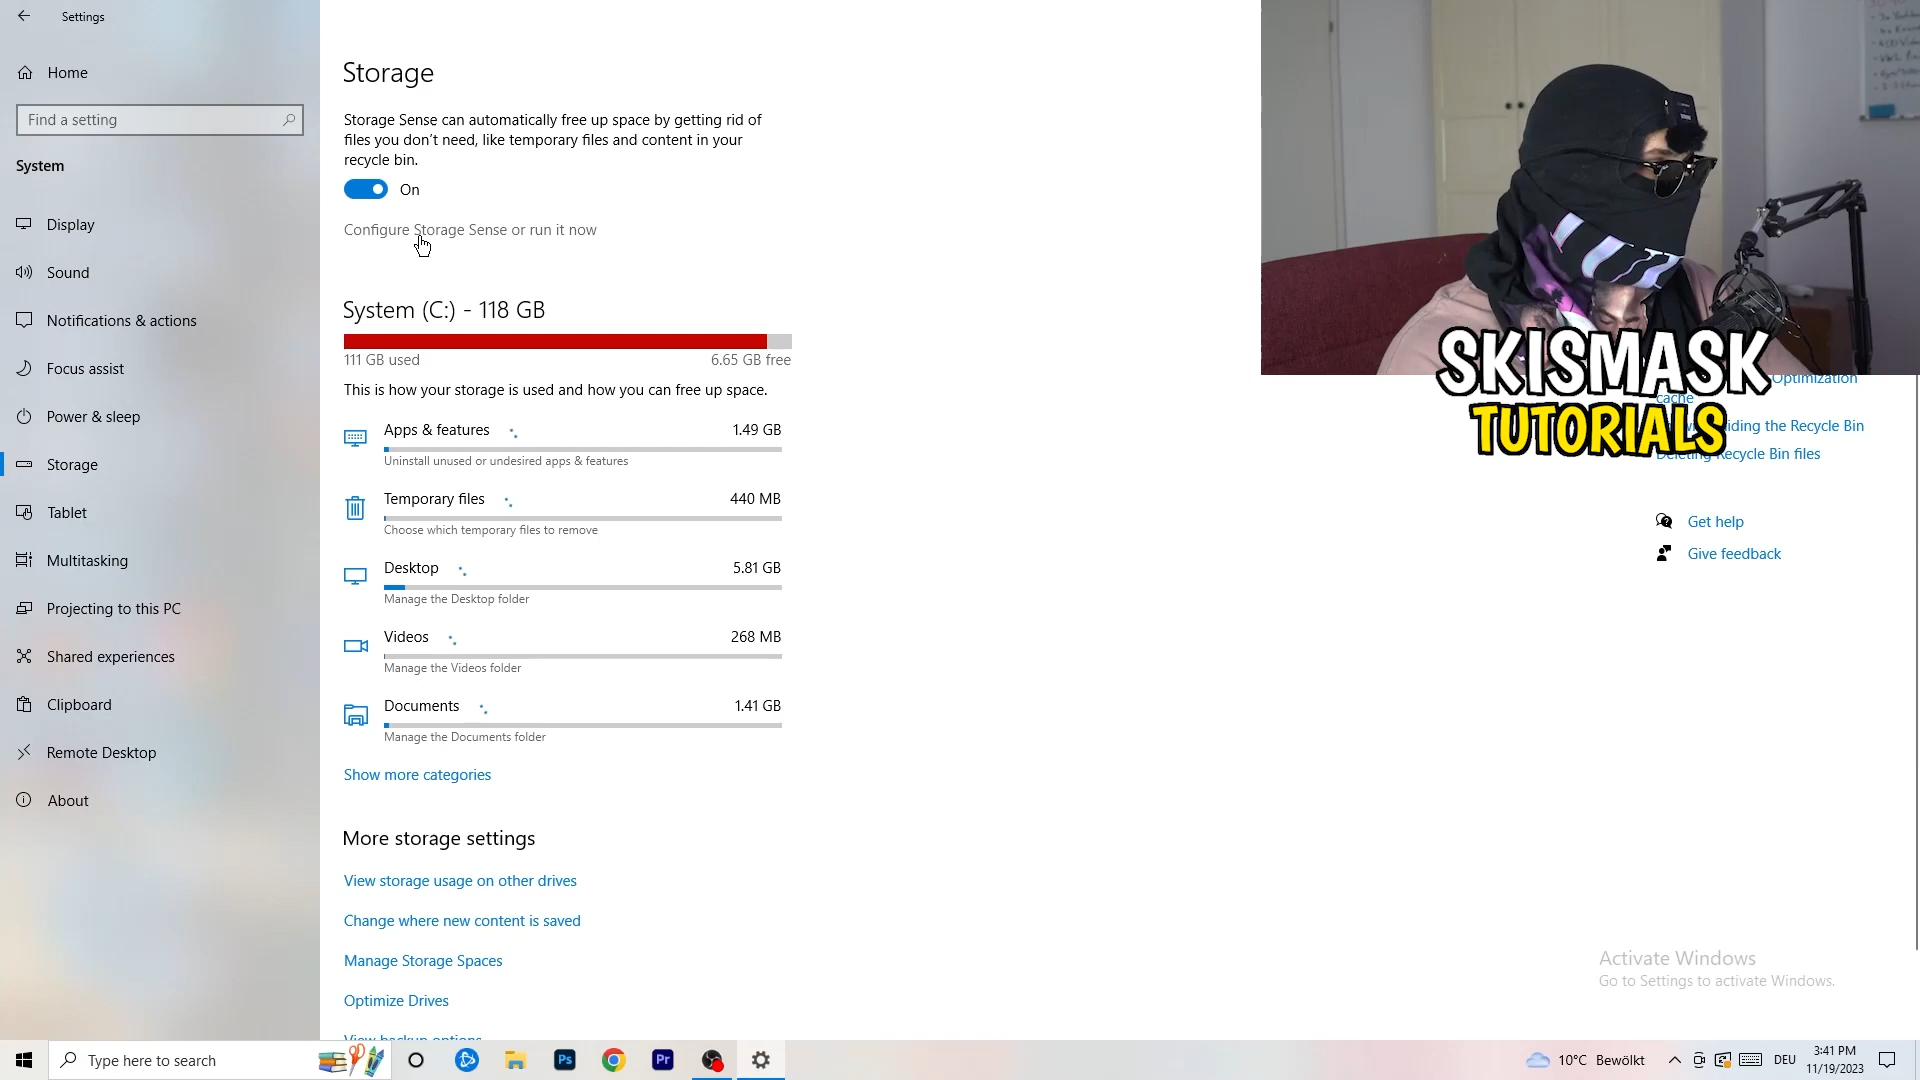 Settings
Home
Find a setting
System
Display
Sound
Notifications & actions
Focus assist
Power & sleep
Storage
Tablet
Multitasking
Projecting to this PC
Shared experiences
Clipboard
Remote Desktop
About
Storage
Storage Sense can automatically free up space by getting rid of
files you don't need, like temporary files and content in your
recycle bin.
On
Configure Storage Sense or run it now
System (C:) - 118 GB
111 GB used
6.65 GB free
This is how your storage is used and how you can free up space.
Apps & features
1.49 GB
Uninstall unused or undesired apps & features
Temporary files
440 MB
Choose which temporary files to remove
Desktop
5.81 GB
Manage the Desktop folder
Videos
268 MB
Manage the Videos folder
Documents
1.41 GB
Manage the Documents folder
Show more categories
More storage settings
View storage usage on other drives
Change where new content is saved
Manage Storage Spaces
Optimize Drives
View backup options
SKISMASK
TUTORIALS
Optimization
cache
the Recycle Bin
Recycle Bin files
Get help
Give feedback
Activate Windows
Go to Settings to activate Windows.
Type here to search
Ps
Pr
10°C Bewölkt
DEU
3:41 PM
11/19/2023